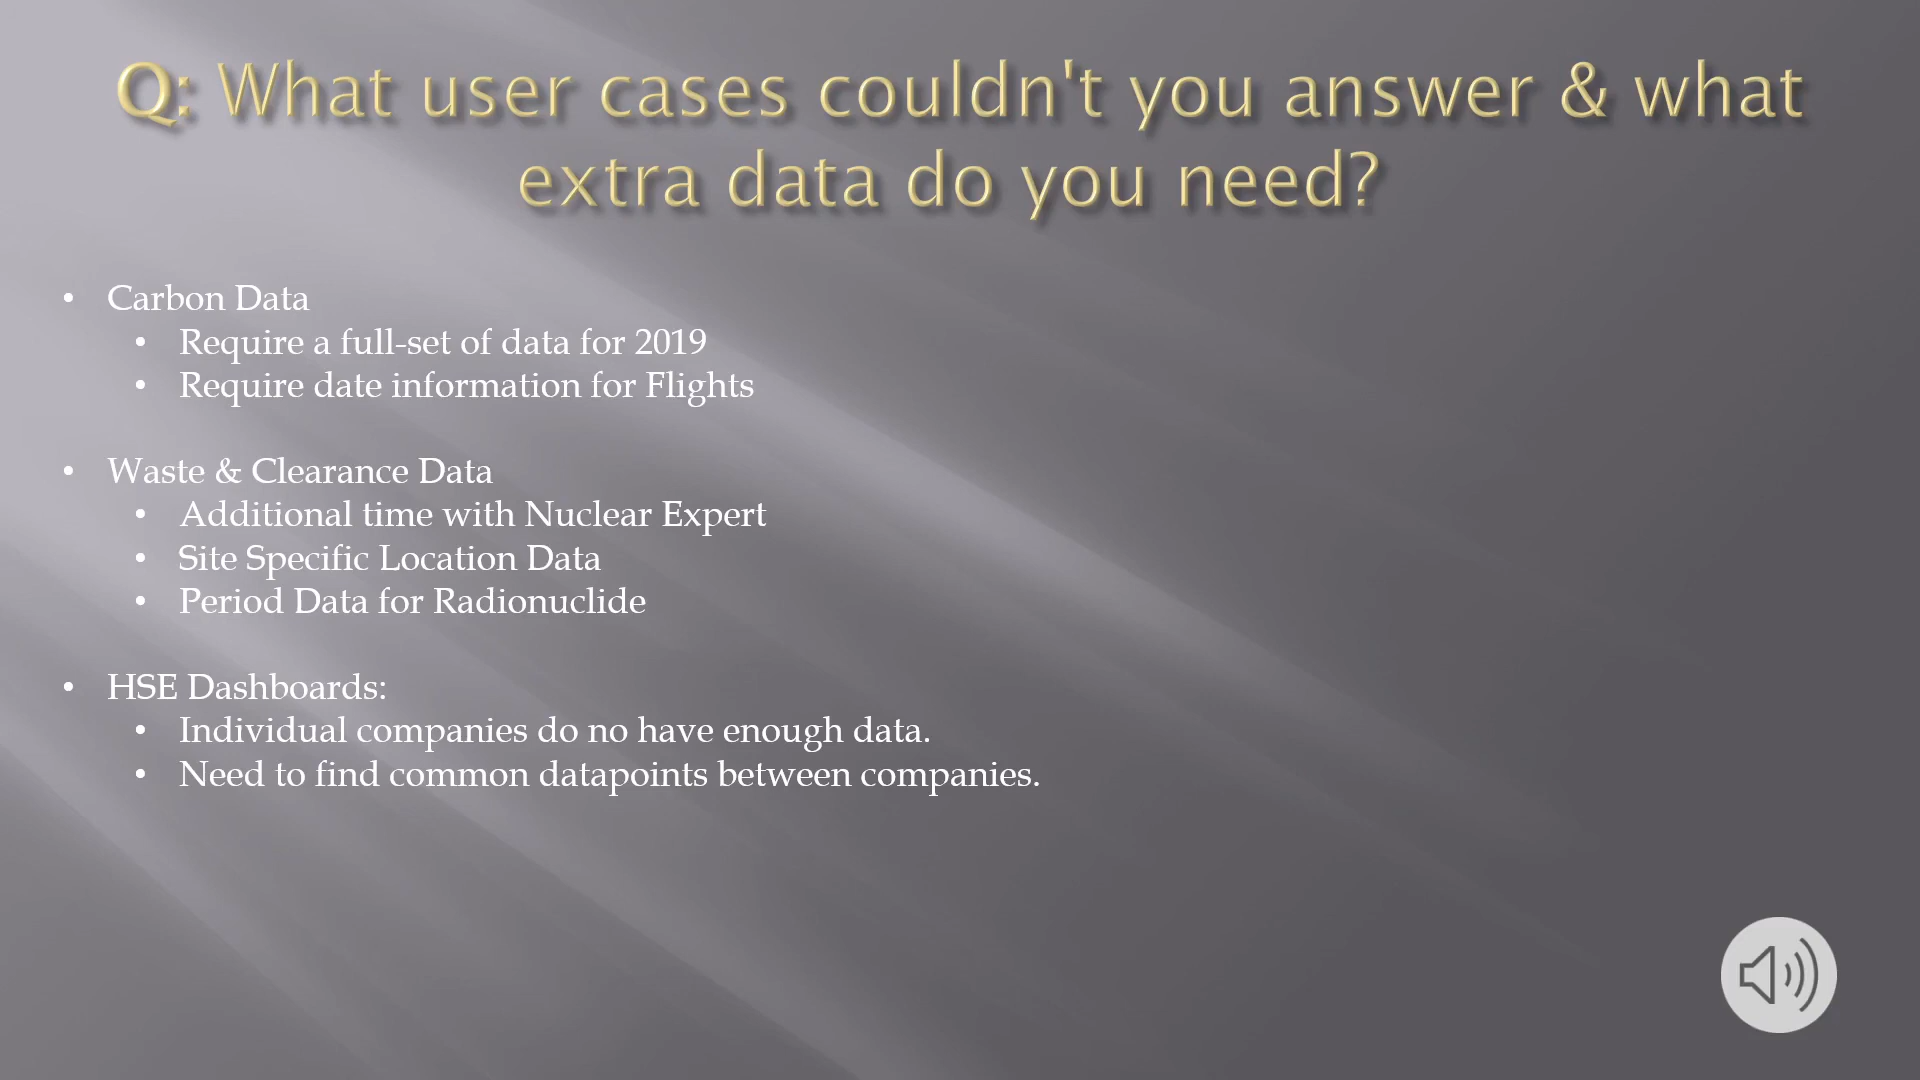 Q: What user cases couldn't you answer & what
extra data do you need?
• Carbon Data
• Require a full-set of data for 2019
• Require date information for Flights
• Waste & Clearance Data
• Additional time with Nuclear Expert
• Site Specific Location Data
• Period Data for Radionuclide
• HSE Dashboards:
• Individual companies do no have enough data.
• Need to find common datapoints between companies.